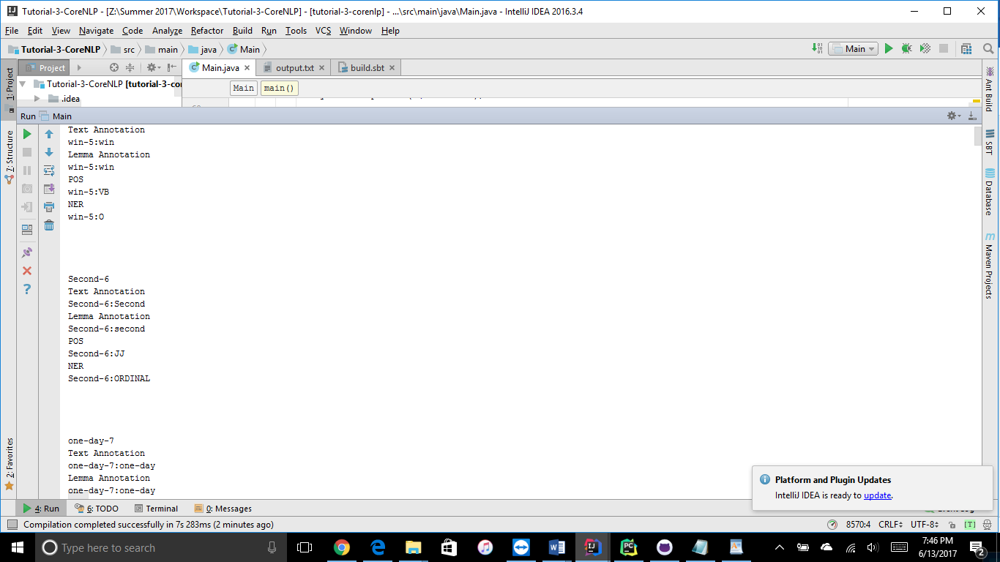 Tutorial-3-CoreNLP - [Z:\Summer 2017\Workspace\Tutorial-3-CoreNLP] - [tutorial-3-corenlp] - ...\src\main\java\Main.java - IntelliJ IDEA 2016.3.4
File Edit View Navigate Code Analyze Refactor Build Run Tools VCS Window Help
Tutorial-3-CoreNLP src main java Main
Main
1: Project
Project
Main.java output.txt build.sbt
Tutorial-3-CoreNLP [tutorial-3-cor
.idea
Main main()
Run Main
Text Annotation
win-5:win
Lemma Annotation
win-5:win
POS
win-5:VB
NER
win-5:O
Second-6
Text Annotation
Second-6:Second
Lemma Annotation
Second-6:second
POS
Second-6:JJ
NER
Second-6:ORDINAL
one-day-7
Text Annotation
one-day-7:one-day
Lemma Annotation
one-day-7:one-day
7: Structure
2: Favorites
Ant Build
SBT
Database
Maven Projects
Platform and Plugin Updates
IntelliJ IDEA is ready to update.
4: Run 6: TODO Terminal 0: Messages
Compilation completed successfully in 7s 283ms (2 minutes ago)
8570:4 CRLF UTF-8 [T]
Type here to search
7:46 PM
6/13/2017
2